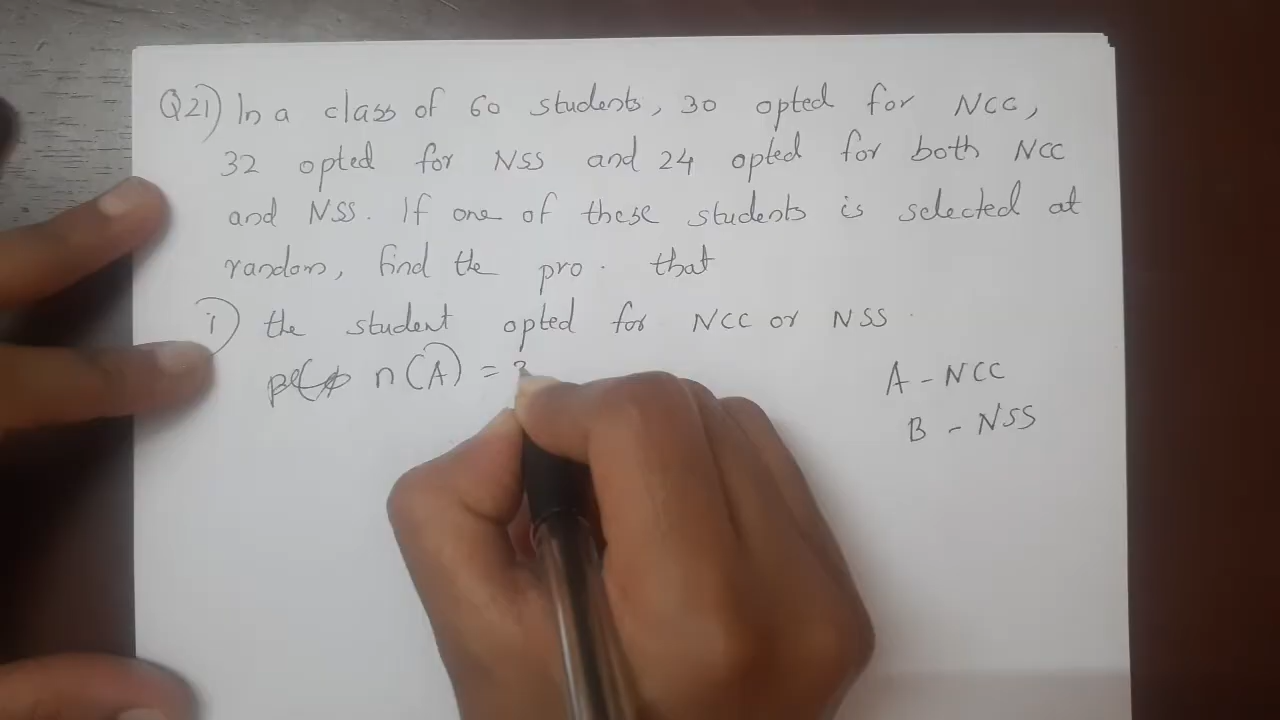 Q21) In a class of 60 students, 30 opted for NCC,
32 opted for NSS and 24 opted for both NCC
and NSS. If one of these students is selected at
random, find the pro. that
i) the student opted for NCC or NSS.
n(A) = 3
A - NCC
B - NSS